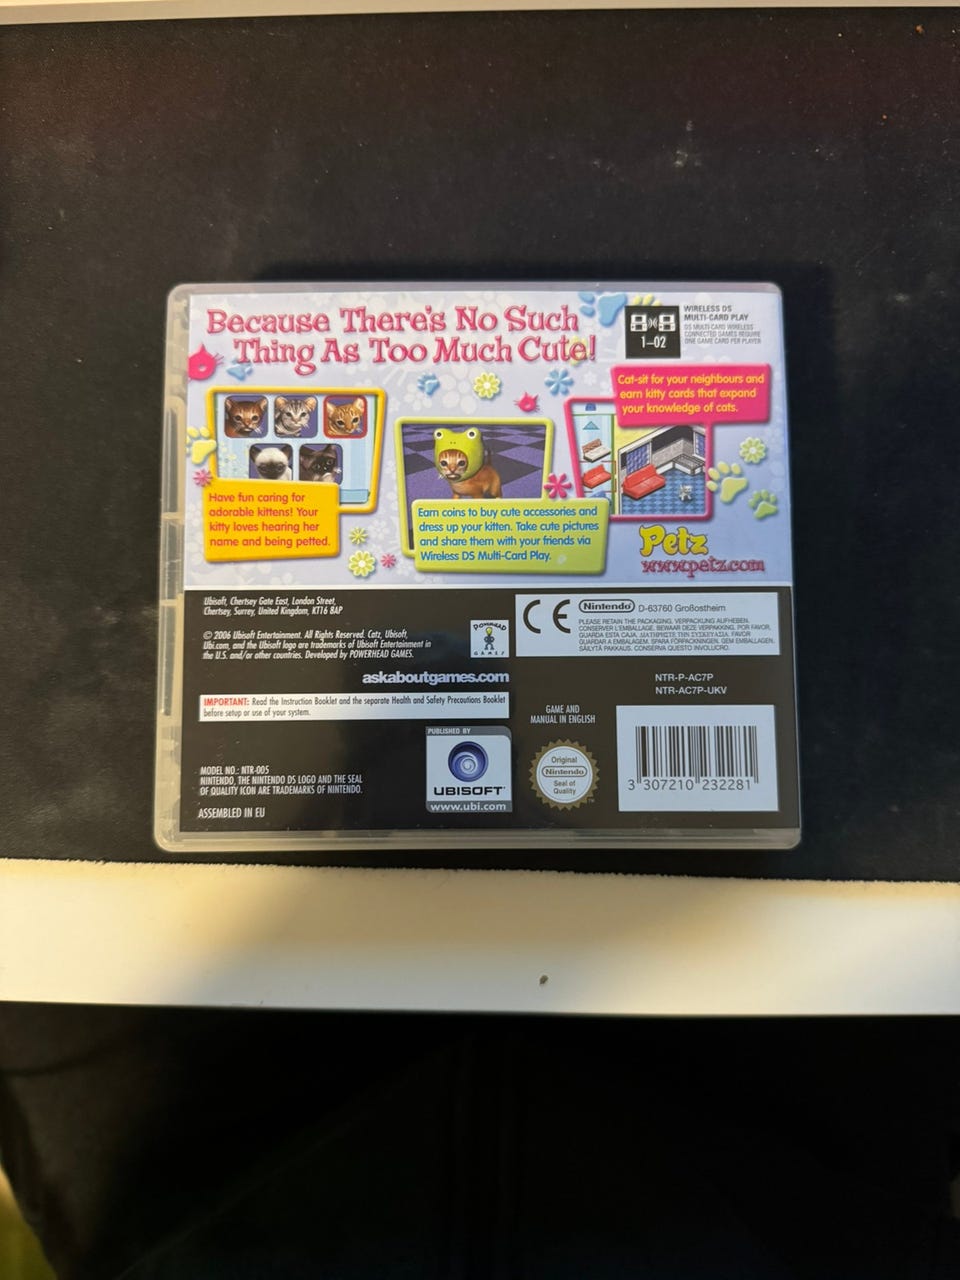 Because There's No Such
Thing As Too Much Cute!
1-02
WIRELESS DS
MULTI-CARD PLAY
DS MULTI-CARD WIRELESS
CONNECTED GAMES REQUIRE
ONE GAME CARD PER PLAYER
Cat-sit for your neighbours and
earn kitty cards that expand
your knowledge of cats.
Have fun caring for
adorable kittens! Your
kitty loves hearing her
name and being petted.
Earn coins to buy cute accessories and
dress up your kitten. Take cute pictures
and share them with your friends via
Wireless DS Multi-Card Play.
Petz
www.petz.com
Ubisoft, Chertsey Gate East, London Street,
Chertsey, Surrey, United Kingdom, KT16 8AP
© 2006 Ubisoft Entertainment. All Rights Reserved. Catz, Ubisoft,
Ubi.com, and the Ubisoft logo are trademarks of Ubisoft Entertainment in
the U.S. and/or other countries. Developed by POWERHEAD GAMES.
POWERHEAD
GAMES
askaboutgames.com
CE
Nintendo
D-63760 Großostheim
PLEASE RETAIN THE PACKAGING. VERPACKUNG AUFHEBEN.
CONSERVER L'EMBALLAGE. BEWAAR DEZE VERPAKKING. POR FAVOR,
GUARDA ESTA CAJA. ΔΙΑΤΗΡΗΣΤΕ ΤΗΝ ΣΥΣΚΕΥΑΣΙΑ. FAVOR
GUARDAR A EMBALAGEM. SPARA FÖRPACKNINGEN. GEM EMBALLAGEN.
SÄILYTÄ PAKKAUS. CONSERVA QUESTO INVOLUCRO.
IMPORTANT: Read the Instruction Booklet and the separate Health and Safety Precautions Booklet
before setup or use of your system.
NTR-P-AC7P
NTR-AC7P-UKV
GAME AND
MANUAL IN ENGLISH
PUBLISHED BY
UBISOFT
www.ubi.com
Original
Nintendo
Seal of
Quality
TM
3 307210 232281
MODEL NO.: NTR-005
NINTENDO, THE NINTENDO DS LOGO AND THE SEAL
OF QUALITY ICON ARE TRADEMARKS OF NINTENDO.
ASSEMBLED IN EU